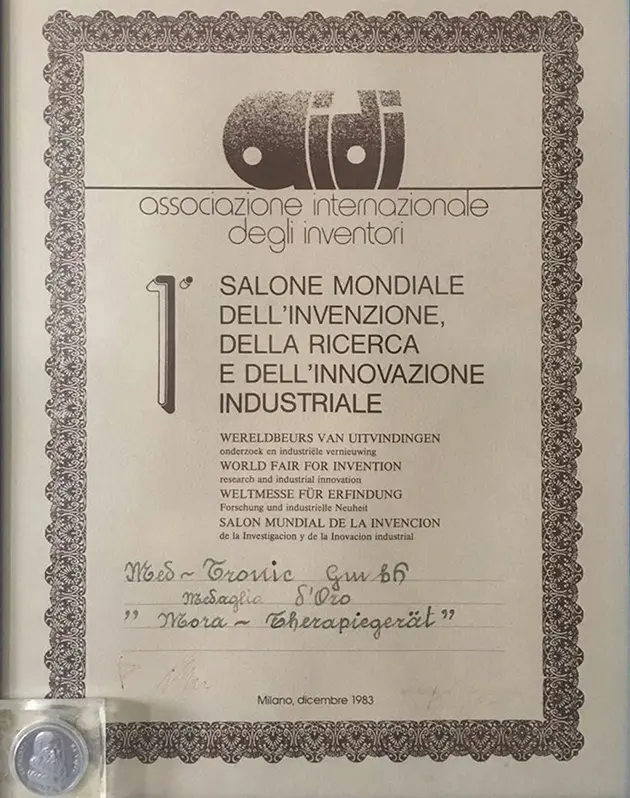 aidi
associazione internazionale
degli inventori
1°
SALONE MONDIALE
DELL'INVENZIONE,
DELLA RICERCA
E DELL'INNOVAZIONE
INDUSTRIALE
WERELDBEURS VAN UITVINDINGEN
onderzoek en industriële vernieuwing
WORLD FAIR FOR INVENTION
research and industrial innovation
WELTMESSE FÜR ERFINDUNG
Forschung und industrielle Neuheit
SALON MUNDIAL DE LA INVENCION
de la Investigacion y de la Inovacion industrial
Med-Tronic GmbH
Medaglia d'Oro
"Mora-Therapiegerät"
Milano, dicembre 1983